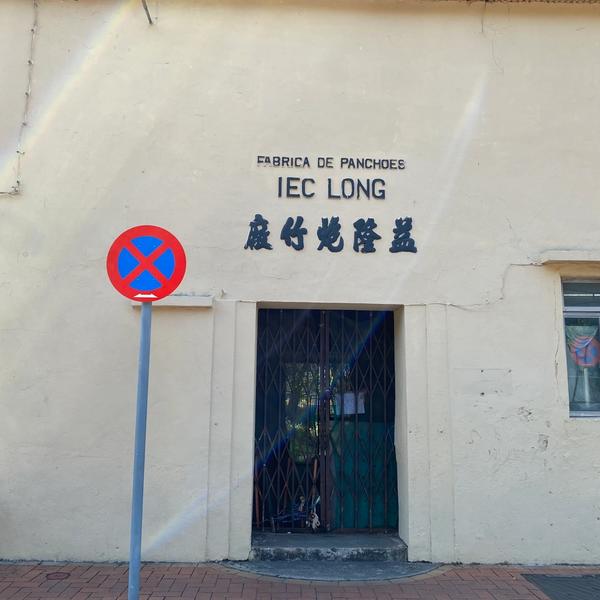 FABRICA DE PANCHOES
IEC LONG
益隆炮竹廠